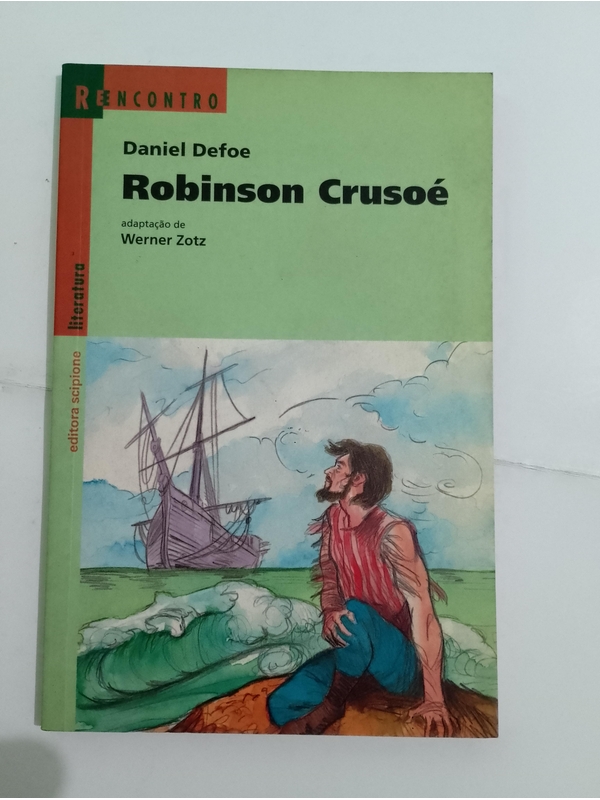 REENCONTRO
Daniel Defoe
Robinson Crusoé
adaptação de
Werner Zotz
literatura
editora scipione